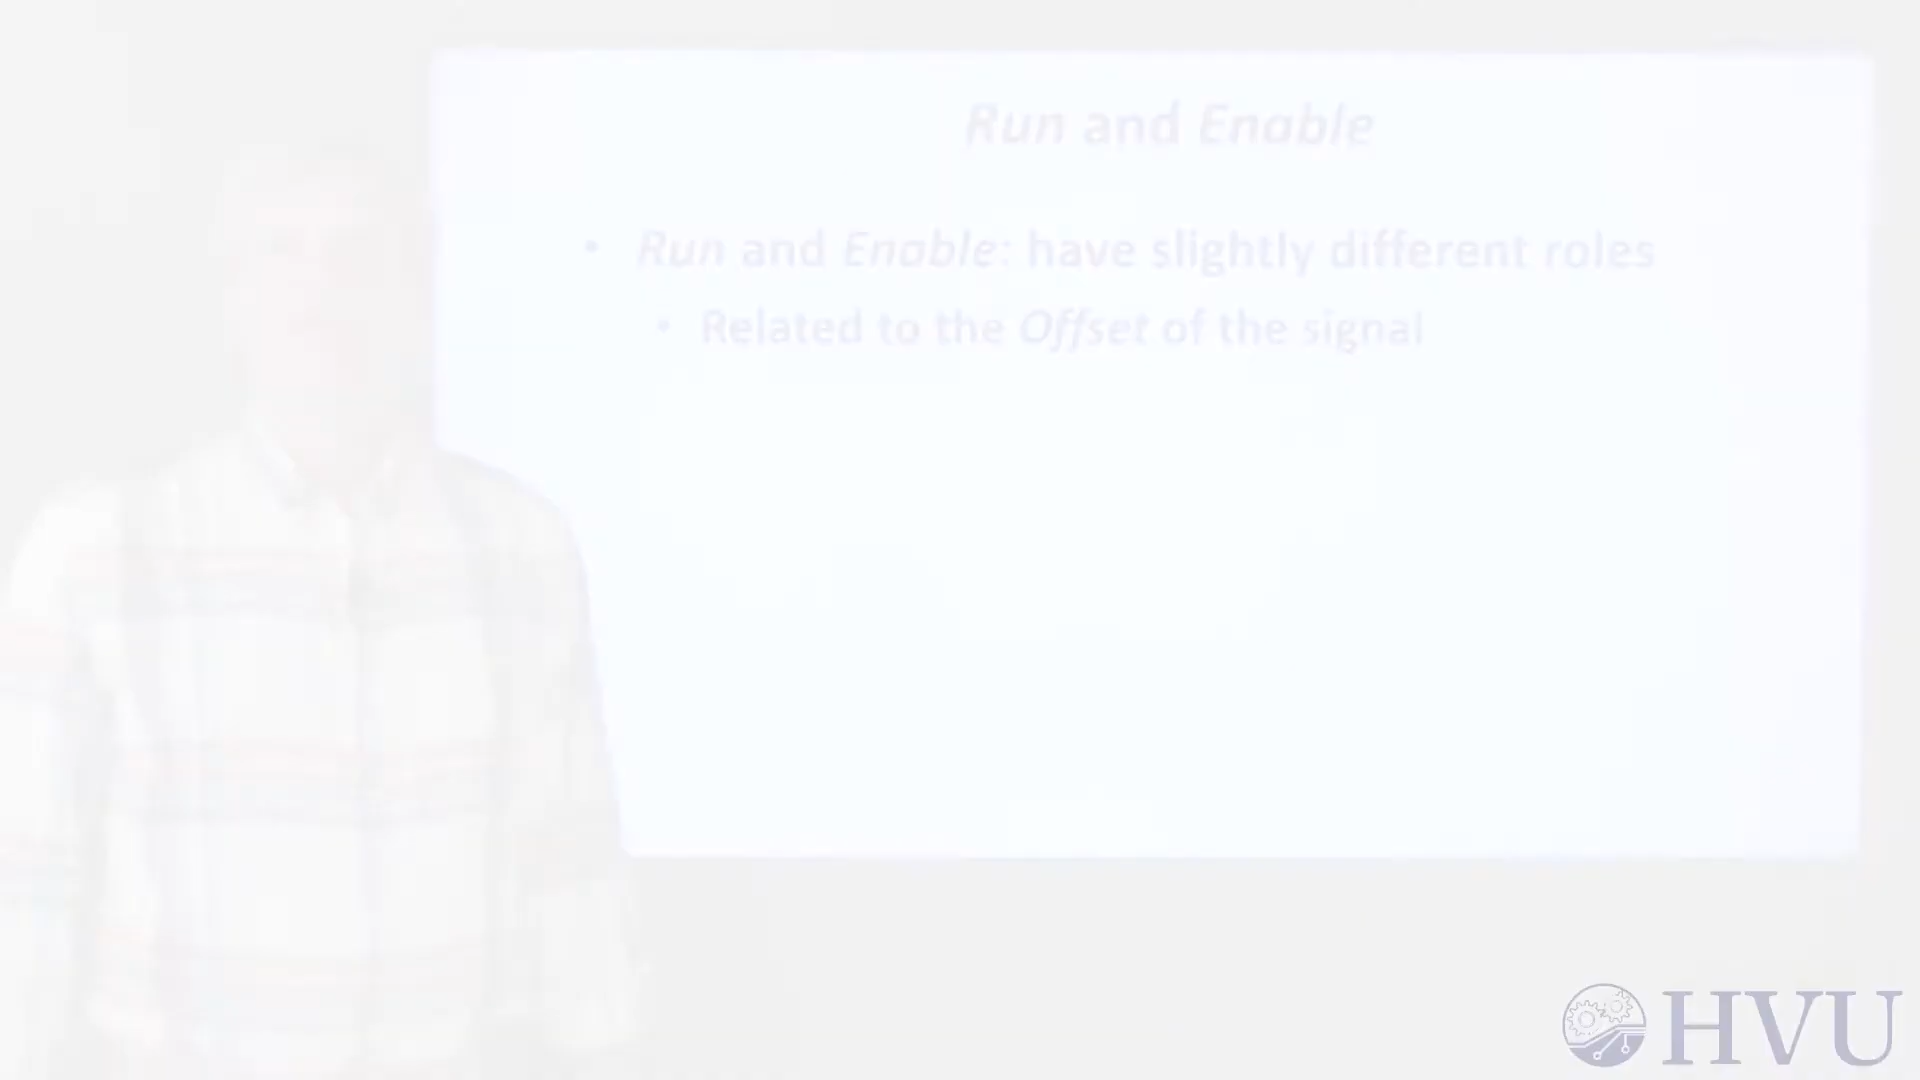 Run and Enable
• Run and Enable: have slightly different roles
• Related to the Offset of the signal
HVU